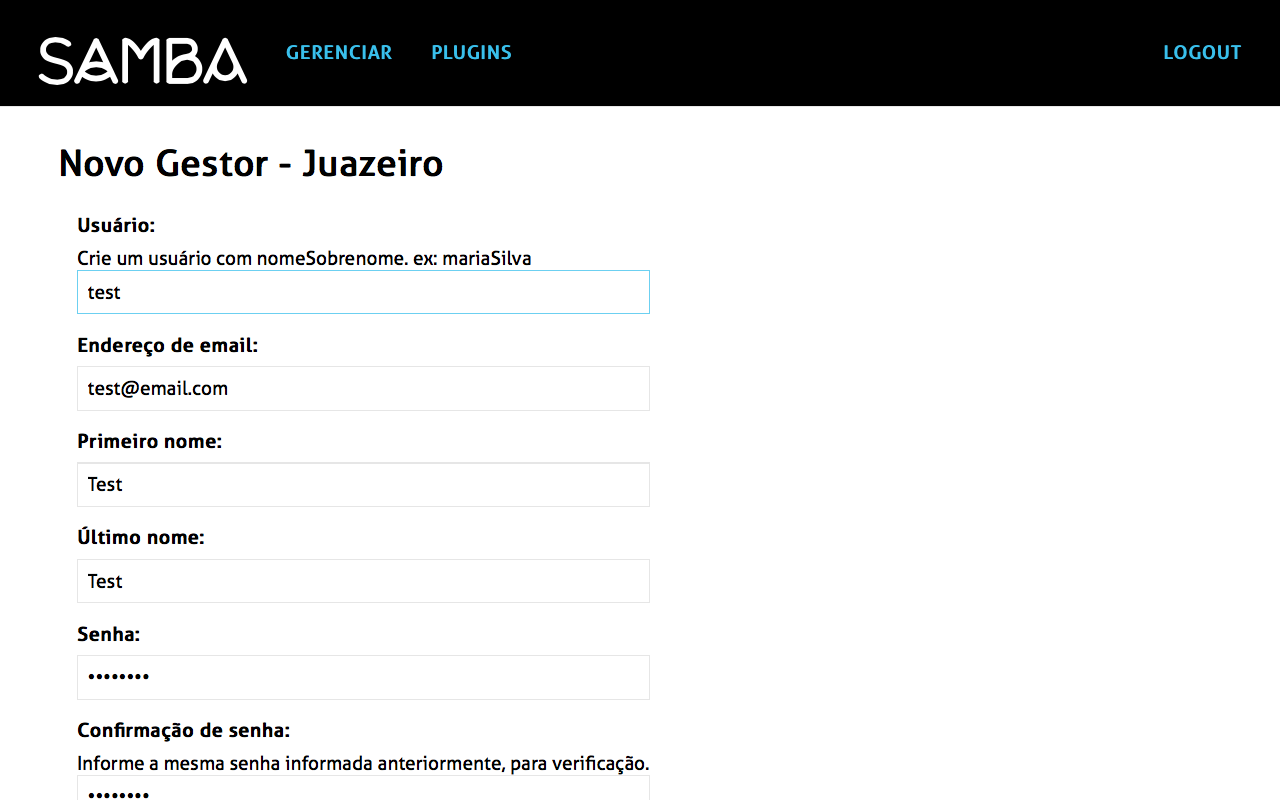 SAMBA
GERENCIAR
PLUGINS
LOGOUT
Novo Gestor - Juazeiro
Usuário:
Crie um usuário com nomeSobrenome. ex: mariaSilva
test
Endereço de email:
test@email.com
Primeiro nome:
Test
Último nome:
Test
Senha:
••••••••
Confirmação de senha:
Informe a mesma senha informada anteriormente, para verificação.
••••••••